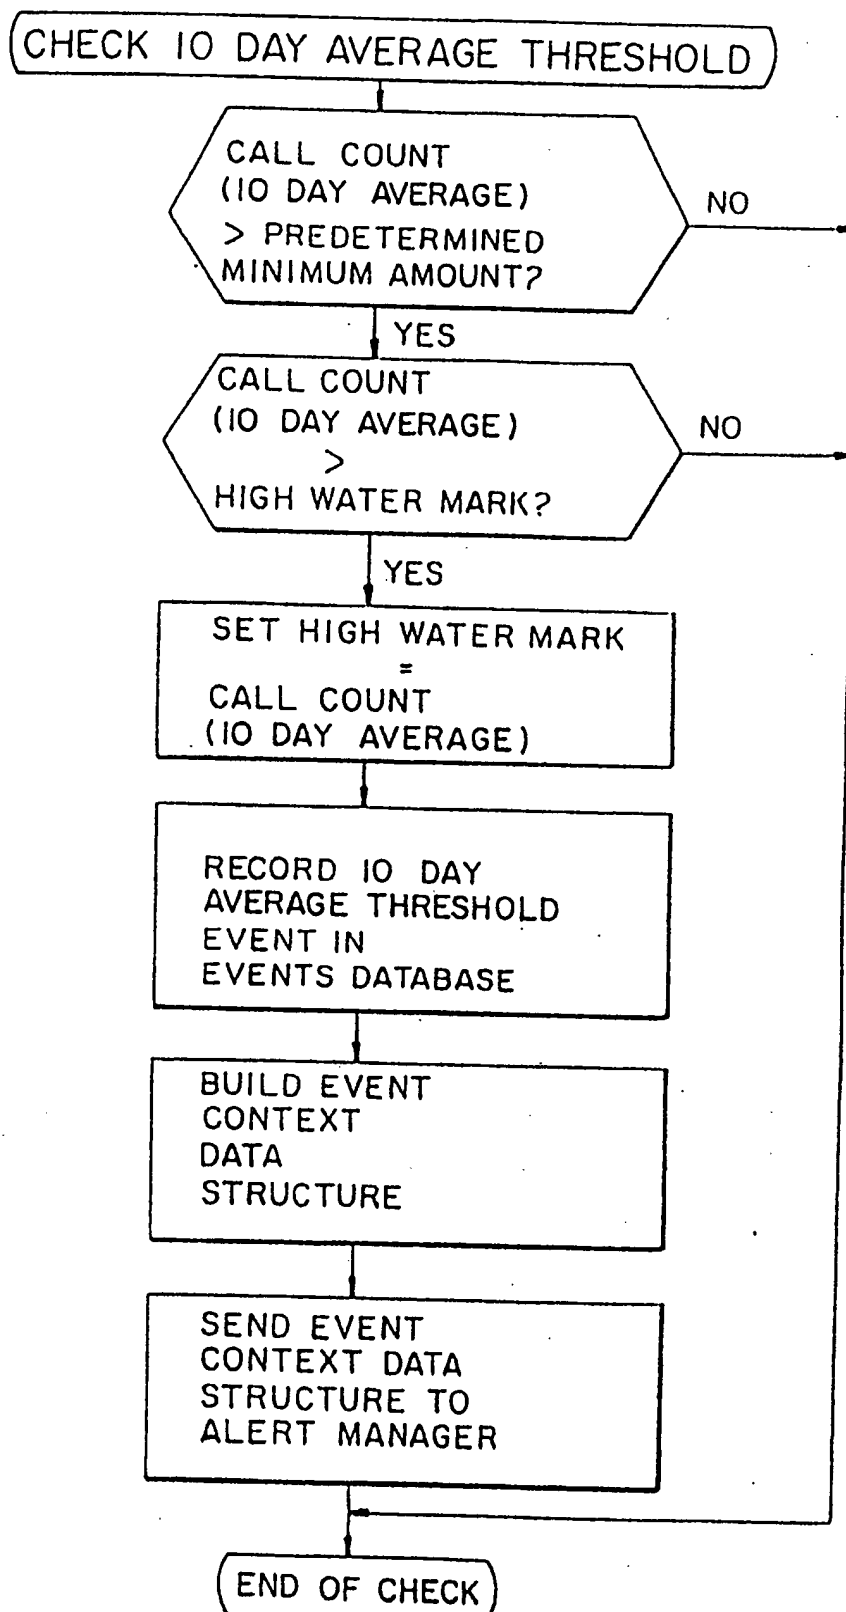 CHECK 10 DAY AVERAGE THRESHOLD
CALL COUNT
(10 DAY AVERAGE)
> PREDETERMINED
MINIMUM AMOUNT?
NO
YES
CALL COUNT
(10 DAY AVERAGE)
>
HIGH WATER MARK?
NO
YES
SET HIGH WATER MARK
=
CALL COUNT
(10 DAY AVERAGE)
RECORD 10 DAY
AVERAGE THRESHOLD
EVENT IN
EVENTS DATABASE
BUILD EVENT
CONTEXT
DATA
STRUCTURE
SEND EVENT
CONTEXT DATA
STRUCTURE TO
ALERT MANAGER
END OF CHECK